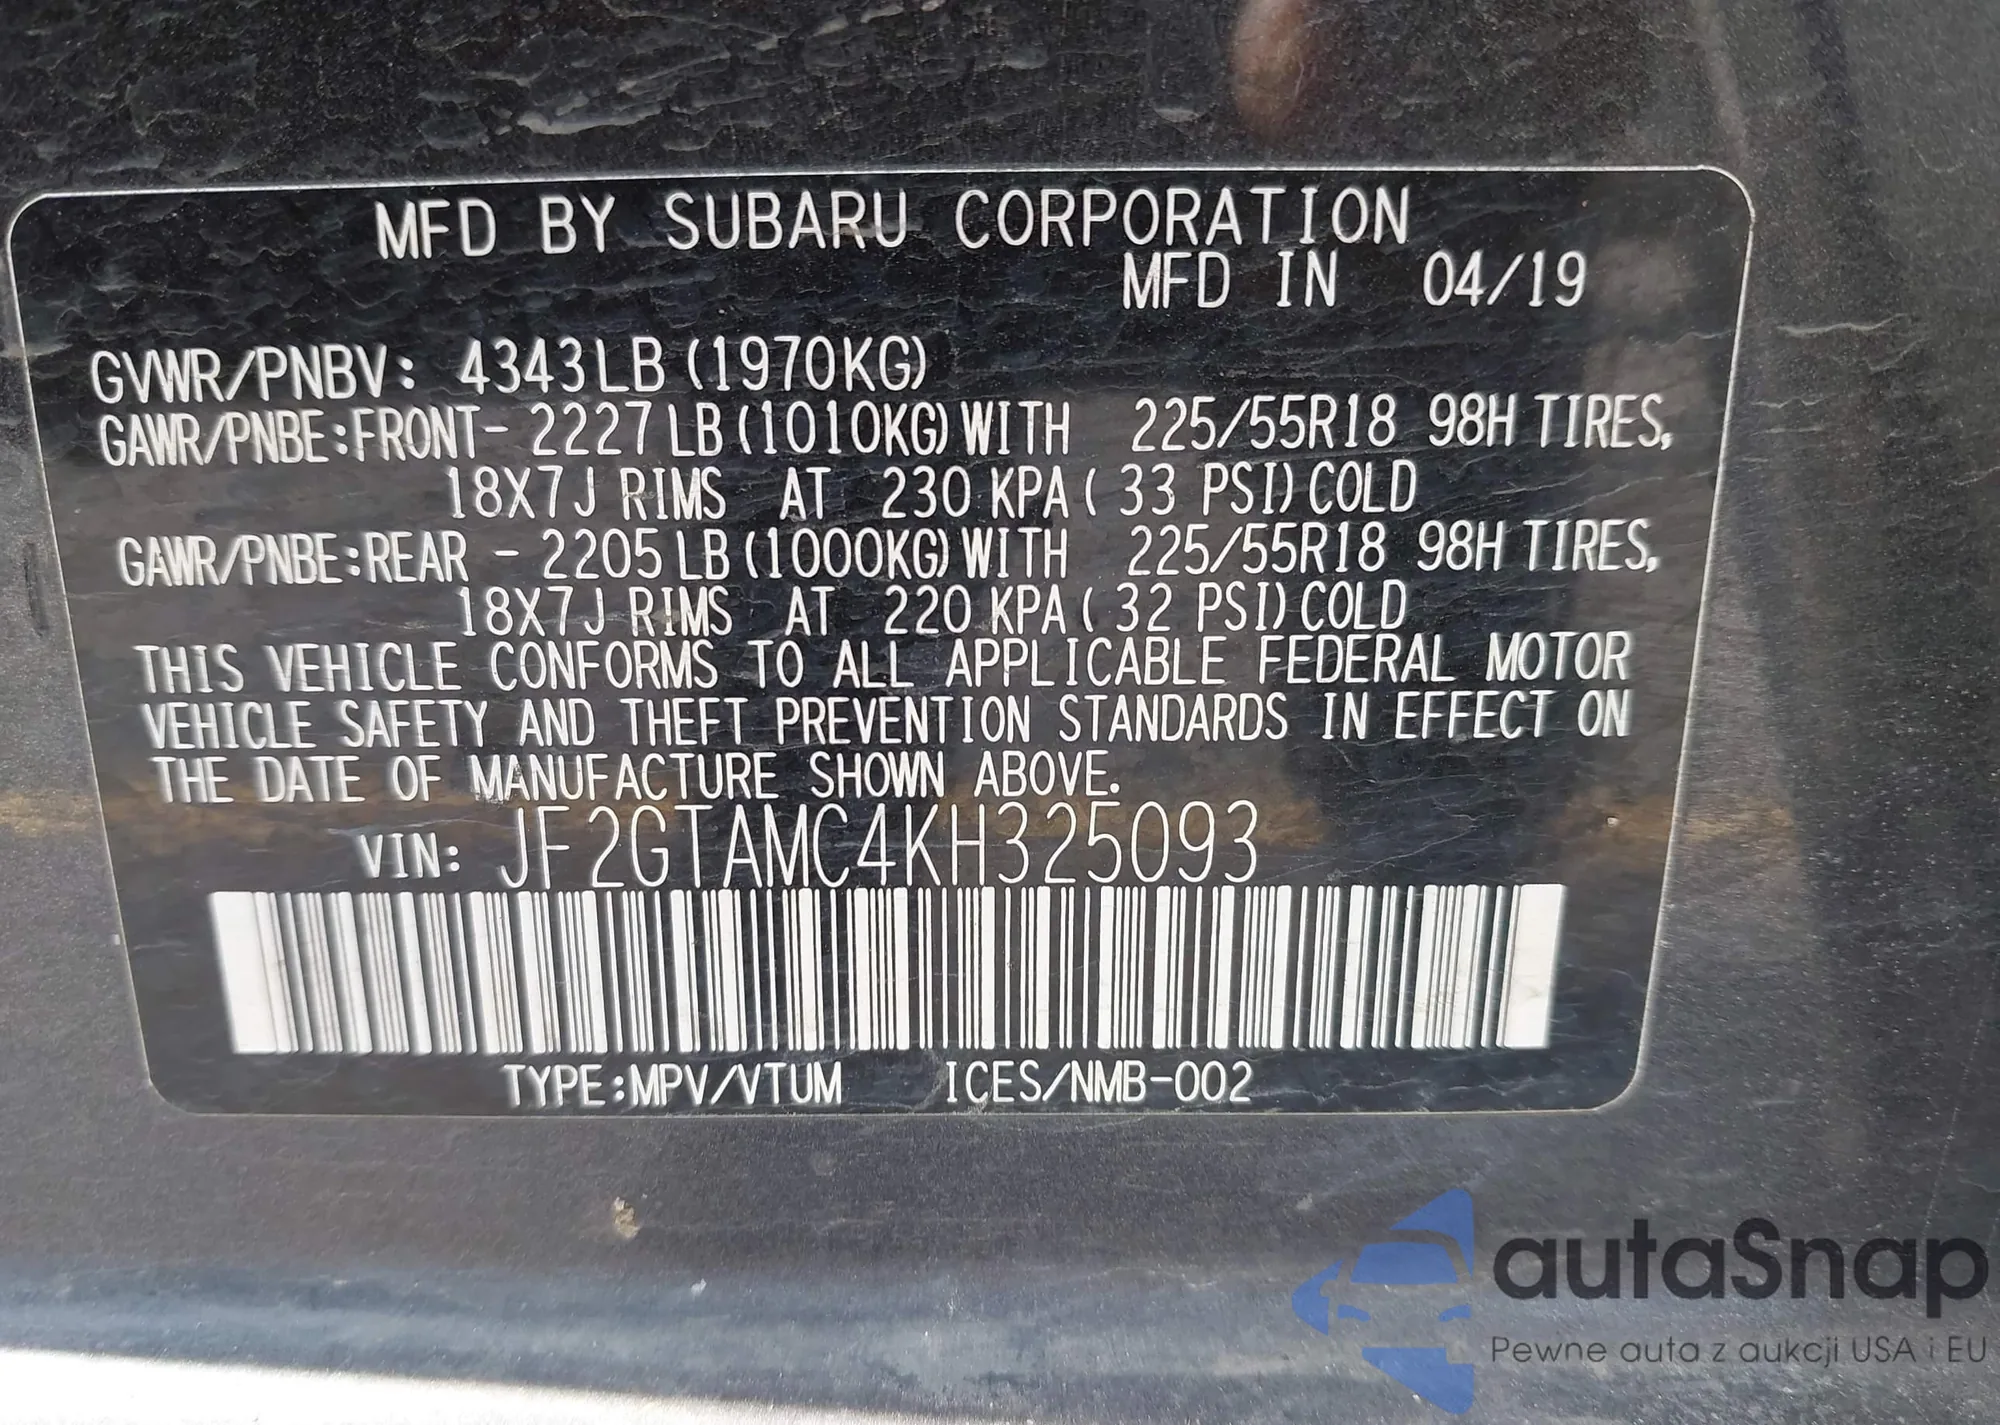 MFD BY SUBARU CORPORATION
MFD IN 04/19
GVWR/PNBV: 4343LB (1970KG)
GAWR/PNBE:FRONT- 2227LB(1010KG)WITH 225/55R18 98H TIRES,
18X7J RIMS AT 230 KPA( 33 PSI)COLD
GAWR/PNBE:REAR - 2205LB(1000KG)WITH 225/55R18 98H TIRES,
18X7J RIMS AT 220 KPA( 32 PSI)COLD
THIS VEHICLE CONFORMS TO ALL APPLICABLE FEDERAL MOTOR
VEHICLE SAFETY AND THEFT PREVENTION STANDARDS IN EFFECT ON
THE DATE OF MANUFACTURE SHOWN ABOVE.
VIN: JF2GTAMC4KH325093
TYPE:MPV/VTUM ICES/NMB-002
autaSnap
Pewne auta z aukcji USA i EU